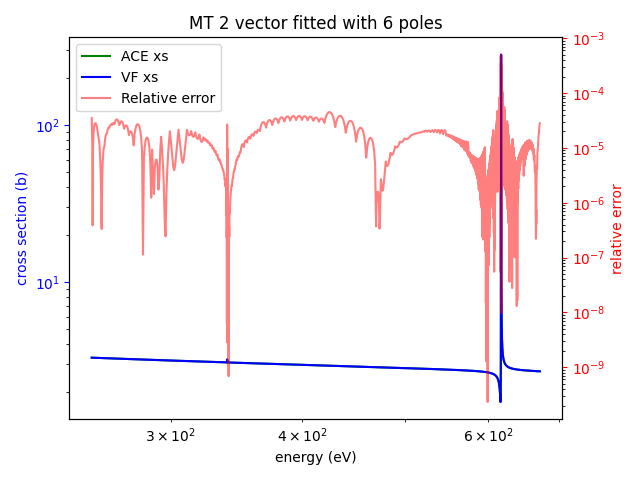 MT 2 vector fitted with 6 poles
ACE xs
VF xs
Relative error
cross section (b)
10²
10¹
10⁻³
10⁻⁴
10⁻⁵
10⁻⁶
10⁻⁷
10⁻⁸
10⁻⁹
relative error
3 × 10² 4 × 10² 6 × 10²
energy (eV)